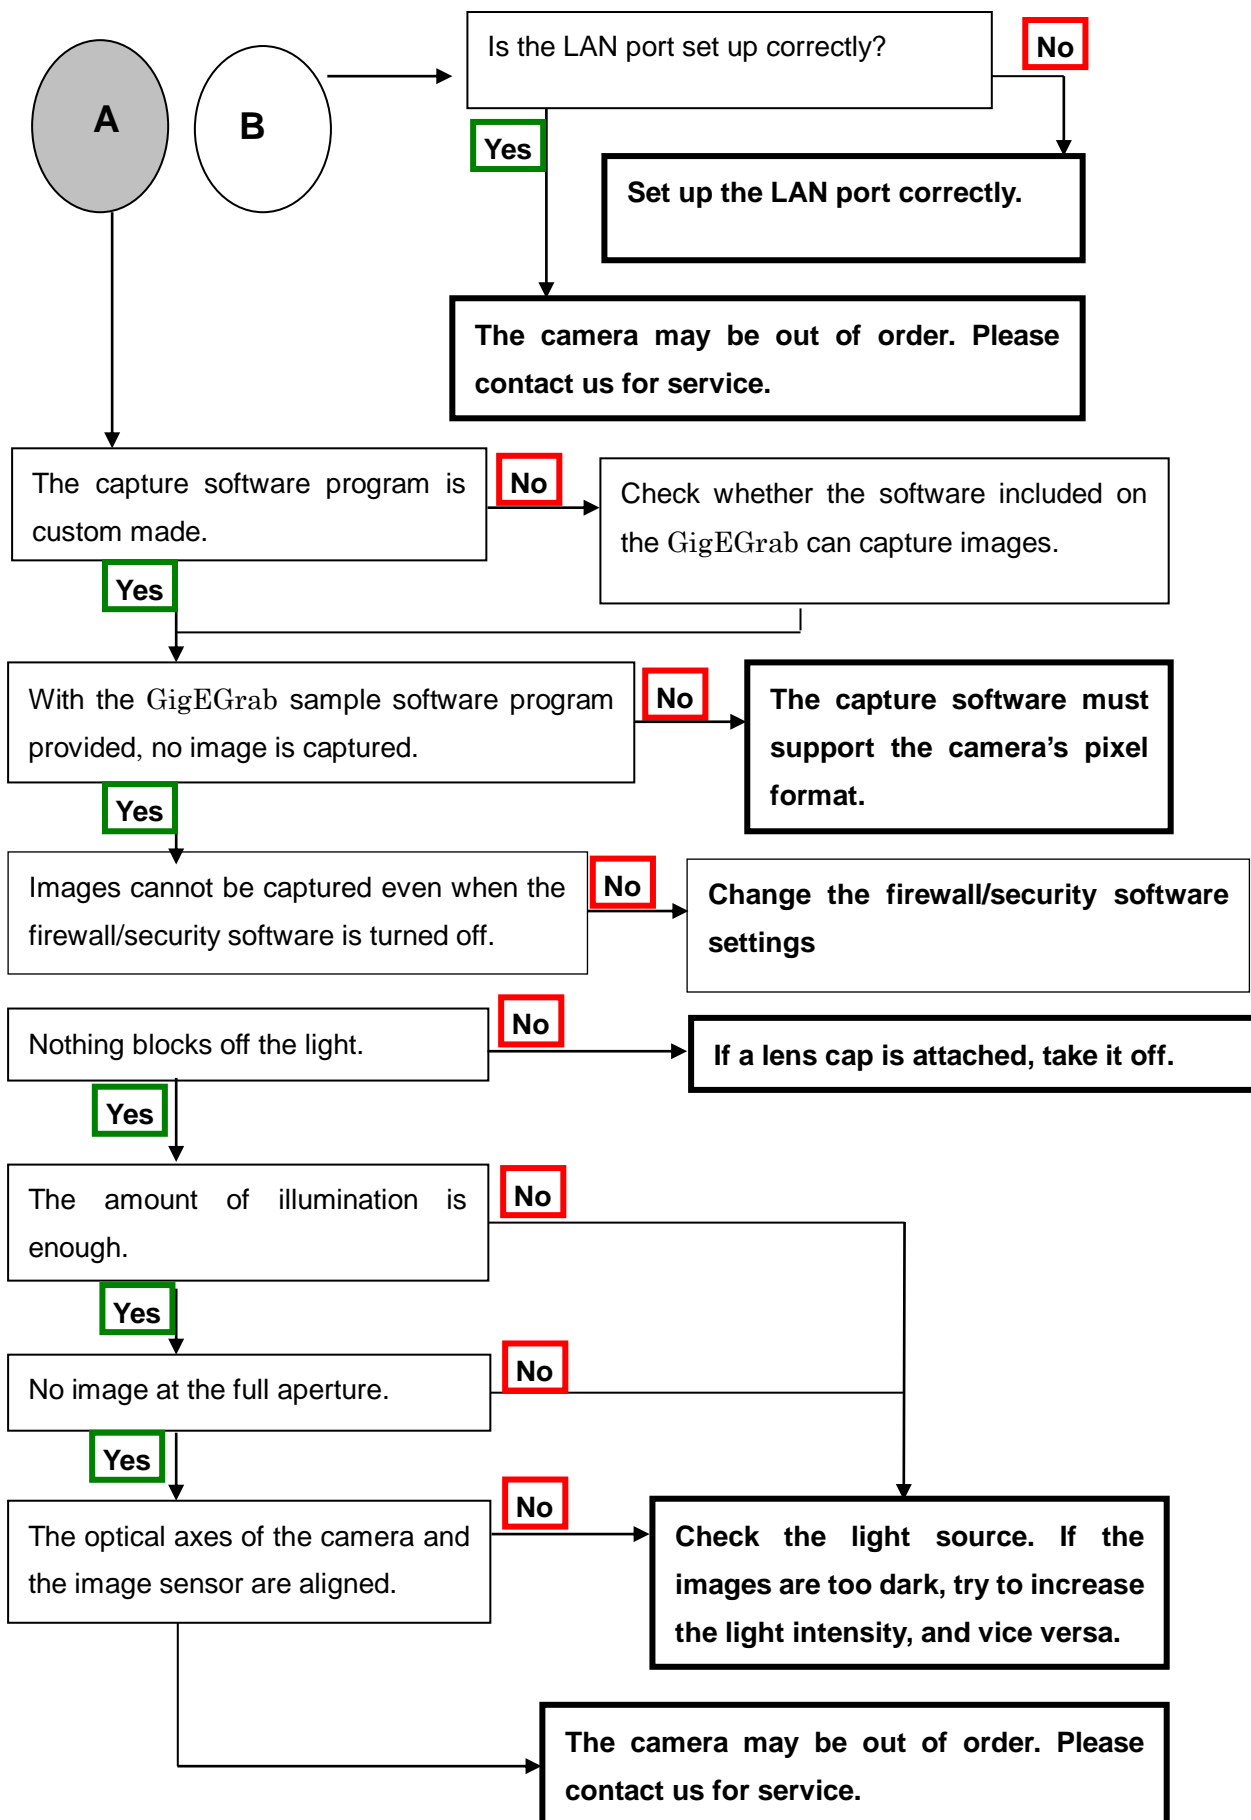 Is the LAN port set up correctly?
No
A
B
Yes
Set up the LAN port correctly.
The camera may be out of order. Please
contact us for service.
The capture software program is
custom made.
No
Check whether the software included on
the GigEGrab can capture images.
Yes
With the GigEGrab sample software program
provided, no image is captured.
No
The capture software must
support the camera’s pixel
format.
Yes
Images cannot be captured even when the
firewall/security software is turned off.
No
Change the firewall/security software
settings
Nothing blocks off the light.
No
If a lens cap is attached, take it off.
Yes
The amount of illumination is
enough.
No
Yes
No image at the full aperture.
No
Yes
The optical axes of the camera and
the image sensor are aligned.
No
Check the light source. If the
images are too dark, try to increase
the light intensity, and vice versa.
The camera may be out of order. Please
contact us for service.